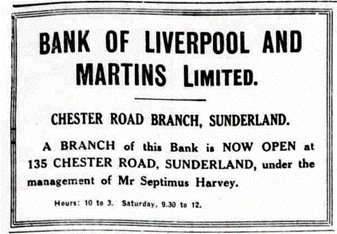 BANK OF LIVERPOOL AND
MARTINS LIMITED.
CHESTER ROAD BRANCH, SUNDERLAND.
A BRANCH of this Bank is NOW OPEN at
135 CHESTER ROAD, SUNDERLAND, under the
management of Mr Septimus Harvey.
Hours: 10 to 3. Saturday, 9.30 to 12.